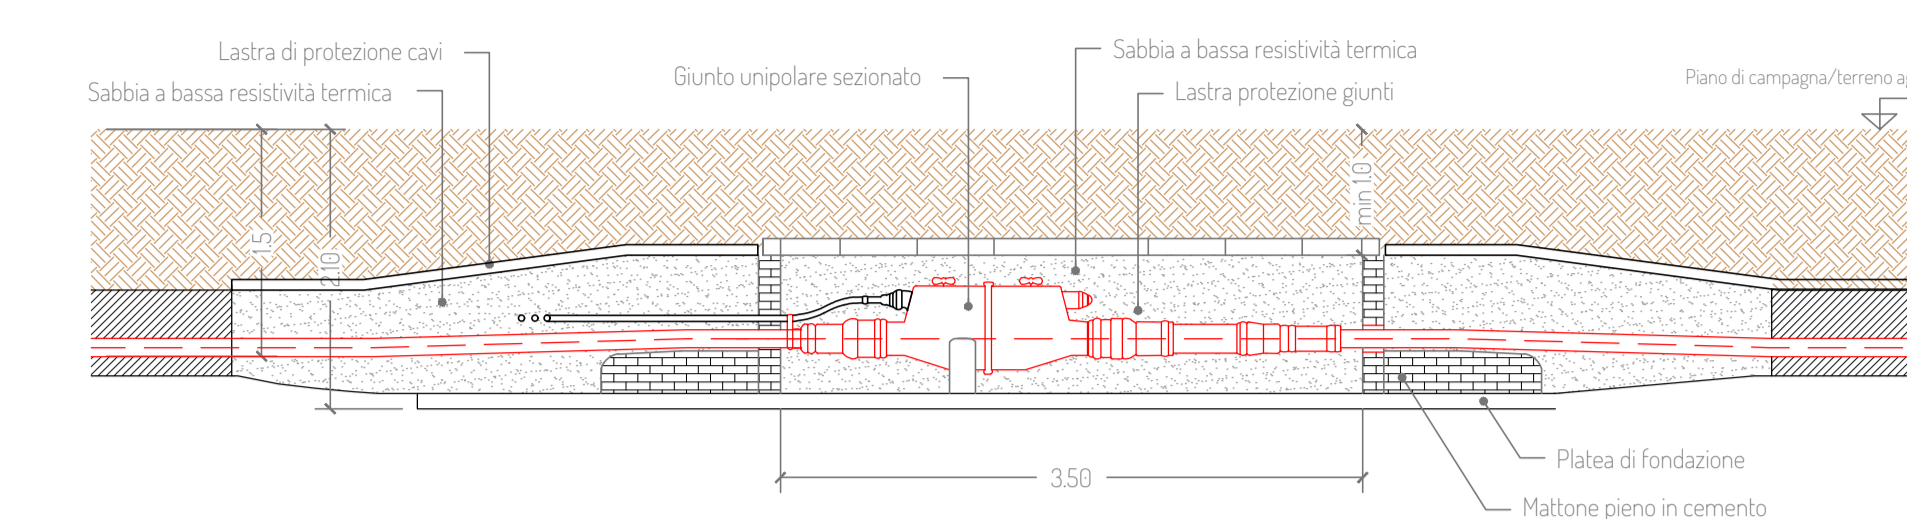 Lastra di protezione cavi
Sabbia a bassa resistività termica
Giunto unipolare sezionato
Sabbia a bassa resistività termica
Lastra protezione giunti
Piano di campagna/terreno
1.5
2.10
min 1.0
3.50
Platea di fondazione
Mattone pieno in cemento